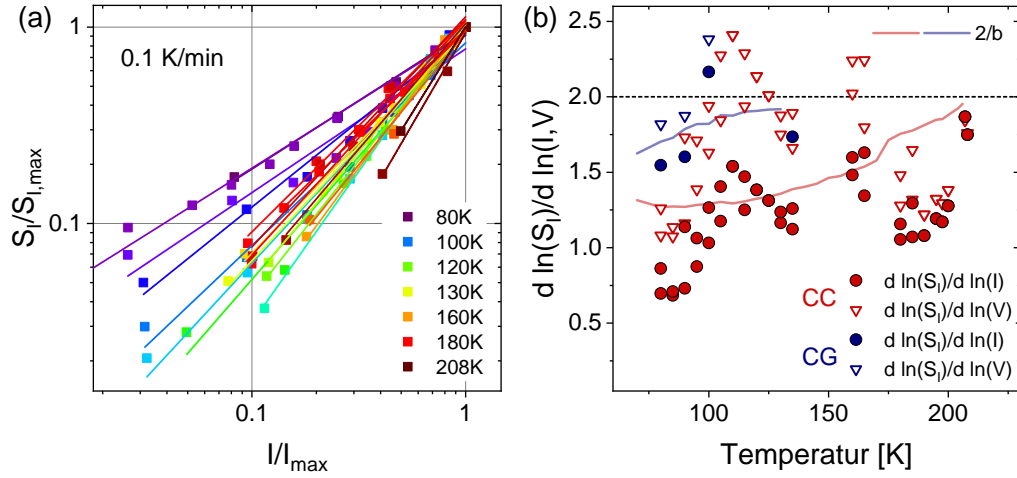 (a)
0.1 K/min
S_I/S_I,max
1
0.1
0.1
1
I/I_max
80K
100K
120K
130K
160K
180K
208K
(b)
d ln(S_I)/d ln(I,V)
2.5
2.0
1.5
1.0
0.5
100
150
200
Temperatur [K]
2/b
CC
d ln(S_I)/d ln(I)
d ln(S_I)/d ln(V)
CG
d ln(S_I)/d ln(I)
d ln(S_I)/d ln(V)